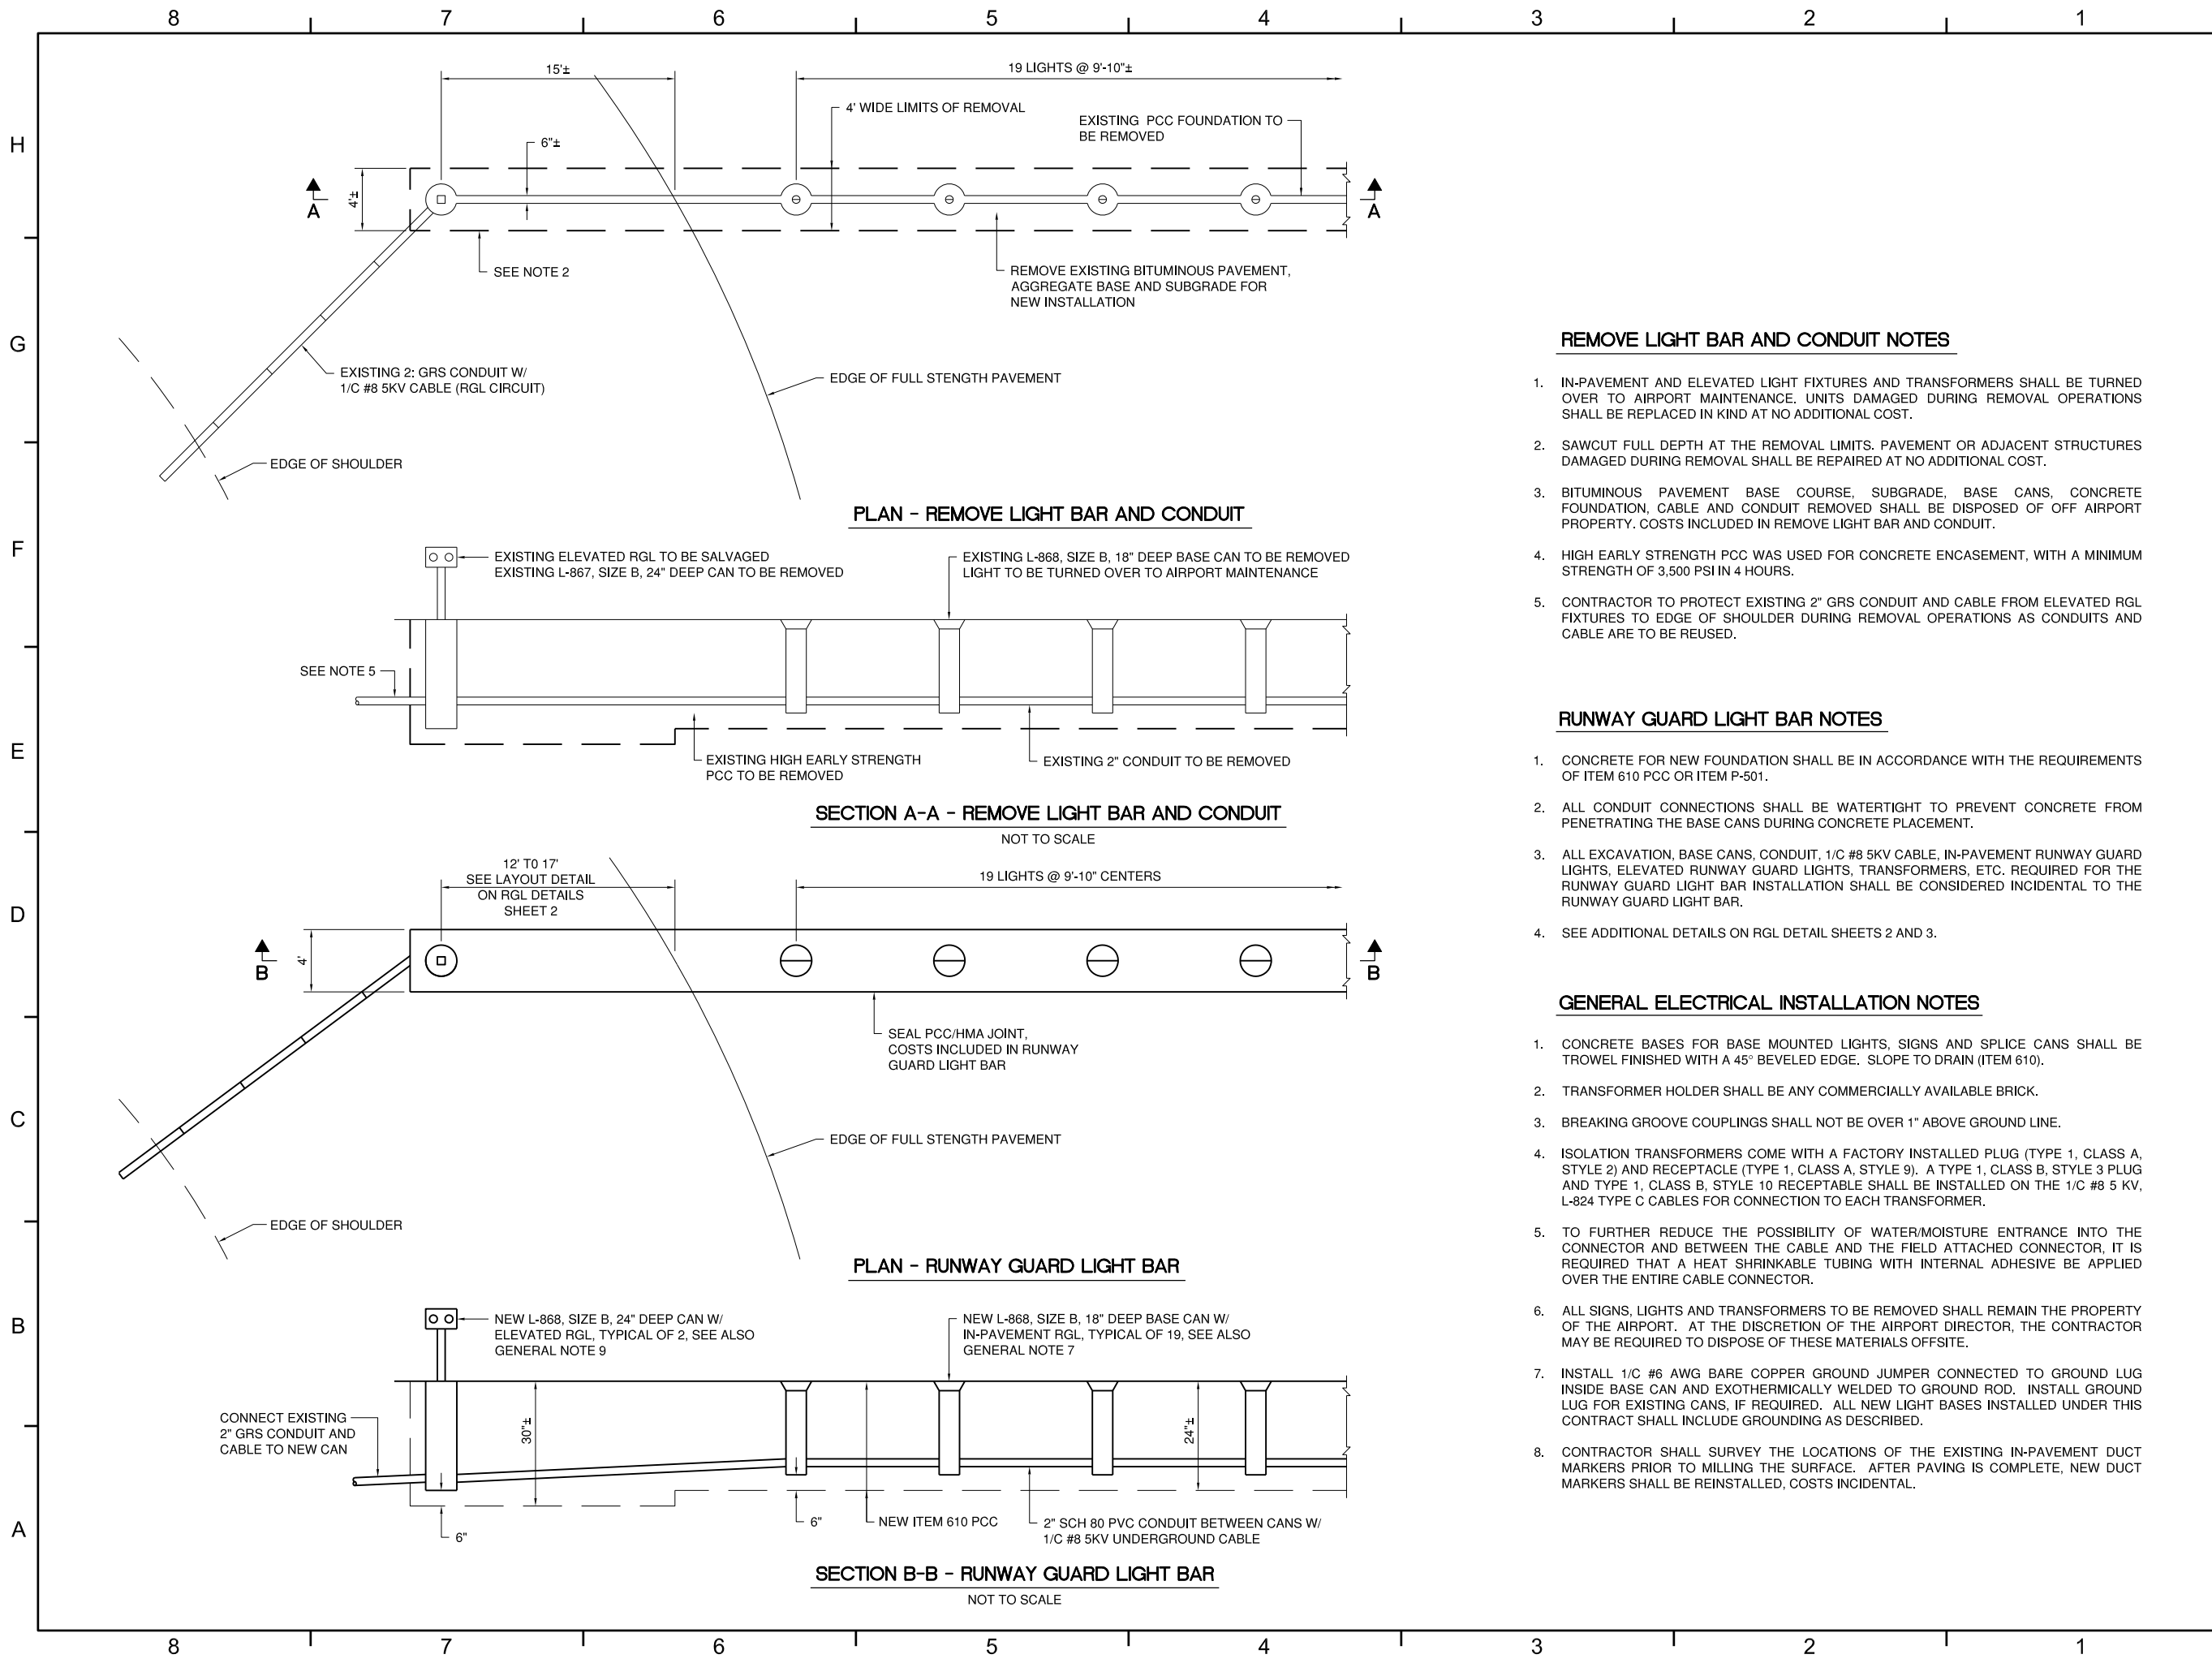 8 7 6 5 4 3 2 1
H
G
F
E
D
C
B
A
15'±
19 LIGHTS @ 9'-10"±
4' WIDE LIMITS OF REMOVAL
EXISTING PCC FOUNDATION TO
BE REMOVED
6"±
4'±
A
A
SEE NOTE 2
REMOVE EXISTING BITUMINOUS PAVEMENT,
AGGREGATE BASE AND SUBGRADE FOR
NEW INSTALLATION
EXISTING 2: GRS CONDUIT W/
1/C #8 5KV CABLE (RGL CIRCUIT)
EDGE OF FULL STENGTH PAVEMENT
EDGE OF SHOULDER
PLAN - REMOVE LIGHT BAR AND CONDUIT
EXISTING ELEVATED RGL TO BE SALVAGED
EXISTING L-867, SIZE B, 24" DEEP CAN TO BE REMOVED
EXISTING L-868, SIZE B, 18" DEEP BASE CAN TO BE REMOVED
LIGHT TO BE TURNED OVER TO AIRPORT MAINTENANCE
SEE NOTE 5
EXISTING HIGH EARLY STRENGTH
PCC TO BE REMOVED
EXISTING 2" CONDUIT TO BE REMOVED
SECTION A-A - REMOVE LIGHT BAR AND CONDUIT
NOT TO SCALE
12' T0 17'
SEE LAYOUT DETAIL
ON RGL DETAILS
SHEET 2
19 LIGHTS @ 9'-10" CENTERS
4'
B
B
SEAL PCC/HMA JOINT,
COSTS INCLUDED IN RUNWAY
GUARD LIGHT BAR
EDGE OF FULL STENGTH PAVEMENT
EDGE OF SHOULDER
PLAN - RUNWAY GUARD LIGHT BAR
NEW L-868, SIZE B, 24" DEEP CAN W/
ELEVATED RGL, TYPICAL OF 2, SEE ALSO
GENERAL NOTE 9
NEW L-868, SIZE B, 18" DEEP BASE CAN W/
IN-PAVEMENT RGL, TYPICAL OF 19, SEE ALSO
GENERAL NOTE 7
CONNECT EXISTING
2" GRS CONDUIT AND
CABLE TO NEW CAN
30"±
24"±
6"
6"
NEW ITEM 610 PCC
2" SCH 80 PVC CONDUIT BETWEEN CANS W/
1/C #8 5KV UNDERGROUND CABLE
SECTION B-B - RUNWAY GUARD LIGHT BAR
NOT TO SCALE
REMOVE LIGHT BAR AND CONDUIT NOTES
1. IN-PAVEMENT AND ELEVATED LIGHT FIXTURES AND TRANSFORMERS SHALL BE TURNED
OVER TO AIRPORT MAINTENANCE. UNITS DAMAGED DURING REMOVAL OPERATIONS
SHALL BE REPLACED IN KIND AT NO ADDITIONAL COST.
2. SAWCUT FULL DEPTH AT THE REMOVAL LIMITS. PAVEMENT OR ADJACENT STRUCTURES
DAMAGED DURING REMOVAL SHALL BE REPAIRED AT NO ADDITIONAL COST.
3. BITUMINOUS PAVEMENT BASE COURSE, SUBGRADE, BASE CANS, CONCRETE
FOUNDATION, CABLE AND CONDUIT REMOVED SHALL BE DISPOSED OF OFF AIRPORT
PROPERTY. COSTS INCLUDED IN REMOVE LIGHT BAR AND CONDUIT.
4. HIGH EARLY STRENGTH PCC WAS USED FOR CONCRETE ENCASEMENT, WITH A MINIMUM
STRENGTH OF 3,500 PSI IN 4 HOURS.
5. CONTRACTOR TO PROTECT EXISTING 2" GRS CONDUIT AND CABLE FROM ELEVATED RGL
FIXTURES TO EDGE OF SHOULDER DURING REMOVAL OPERATIONS AS CONDUITS AND
CABLE ARE TO BE REUSED.
RUNWAY GUARD LIGHT BAR NOTES
1. CONCRETE FOR NEW FOUNDATION SHALL BE IN ACCORDANCE WITH THE REQUIREMENTS
OF ITEM 610 PCC OR ITEM P-501.
2. ALL CONDUIT CONNECTIONS SHALL BE WATERTIGHT TO PREVENT CONCRETE FROM
PENETRATING THE BASE CANS DURING CONCRETE PLACEMENT.
3. ALL EXCAVATION, BASE CANS, CONDUIT, 1/C #8 5KV CABLE, IN-PAVEMENT RUNWAY GUARD
LIGHTS, ELEVATED RUNWAY GUARD LIGHTS, TRANSFORMERS, ETC. REQUIRED FOR THE
RUNWAY GUARD LIGHT BAR INSTALLATION SHALL BE CONSIDERED INCIDENTAL TO THE
RUNWAY GUARD LIGHT BAR.
4. SEE ADDITIONAL DETAILS ON RGL DETAIL SHEETS 2 AND 3.
GENERAL ELECTRICAL INSTALLATION NOTES
1. CONCRETE BASES FOR BASE MOUNTED LIGHTS, SIGNS AND SPLICE CANS SHALL BE
TROWEL FINISHED WITH A 45° BEVELED EDGE. SLOPE TO DRAIN (ITEM 610).
2. TRANSFORMER HOLDER SHALL BE ANY COMMERCIALLY AVAILABLE BRICK.
3. BREAKING GROOVE COUPLINGS SHALL NOT BE OVER 1" ABOVE GROUND LINE.
4. ISOLATION TRANSFORMERS COME WITH A FACTORY INSTALLED PLUG (TYPE 1, CLASS A,
STYLE 2) AND RECEPTACLE (TYPE 1, CLASS A, STYLE 9). A TYPE 1, CLASS B, STYLE 3 PLUG
AND TYPE 1, CLASS B, STYLE 10 RECEPTABLE SHALL BE INSTALLED ON THE 1/C #8 5 KV,
L-824 TYPE C CABLES FOR CONNECTION TO EACH TRANSFORMER.
5. TO FURTHER REDUCE THE POSSIBILITY OF WATER/MOISTURE ENTRANCE INTO THE
CONNECTOR AND BETWEEN THE CABLE AND THE FIELD ATTACHED CONNECTOR, IT IS
REQUIRED THAT A HEAT SHRINKABLE TUBING WITH INTERNAL ADHESIVE BE APPLIED
OVER THE ENTIRE CABLE CONNECTOR.
6. ALL SIGNS, LIGHTS AND TRANSFORMERS TO BE REMOVED SHALL REMAIN THE PROPERTY
OF THE AIRPORT. AT THE DISCRETION OF THE AIRPORT DIRECTOR, THE CONTRACTOR
MAY BE REQUIRED TO DISPOSE OF THESE MATERIALS OFFSITE.
7. INSTALL 1/C #6 AWG BARE COPPER GROUND JUMPER CONNECTED TO GROUND LUG
INSIDE BASE CAN AND EXOTHERMICALLY WELDED TO GROUND ROD. INSTALL GROUND
LUG FOR EXISTING CANS, IF REQUIRED. ALL NEW LIGHT BASES INSTALLED UNDER THIS
CONTRACT SHALL INCLUDE GROUNDING AS DESCRIBED.
8. CONTRACTOR SHALL SURVEY THE LOCATIONS OF THE EXISTING IN-PAVEMENT DUCT
MARKERS PRIOR TO MILLING THE SURFACE. AFTER PAVING IS COMPLETE, NEW DUCT
MARKERS SHALL BE REINSTALLED, COSTS INCIDENTAL.
8 7 6 5 4 3 2 1